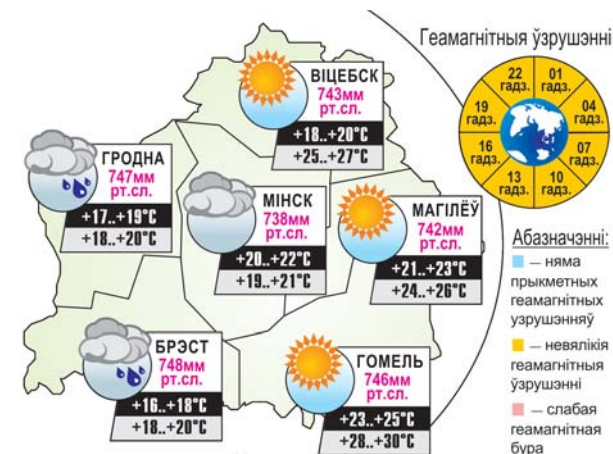 Геамагнітныя ўзрушэнні
22 гадз.
01 гадз.
04 гадз.
07 гадз.
10 гадз.
13 гадз.
16 гадз.
19 гадз.
ВІЦЕБСК
743мм
рт.сл.
+18..+20°C
+25..+27°C
ГРОДНА
747мм
рт.сл.
+17..+19°C
+18..+20°C
МІНСК
738мм
рт.сл.
+20..+22°C
+19..+21°C
МАГІЛЁЎ
742мм
рт.сл.
+21..+23°C
+24..+26°C
БРЭСТ
748мм
рт.сл.
+16..+18°C
+18..+20°C
ГОМЕЛЬ
746мм
рт.сл.
+23..+25°C
+28..+30°C
Абазначэнні:
— няма
прыкметных
геамагнітных
узрушэнняў
— невялікія
геамагнітныя
ўзрушэнні
— слабая
геамагнітная
бура